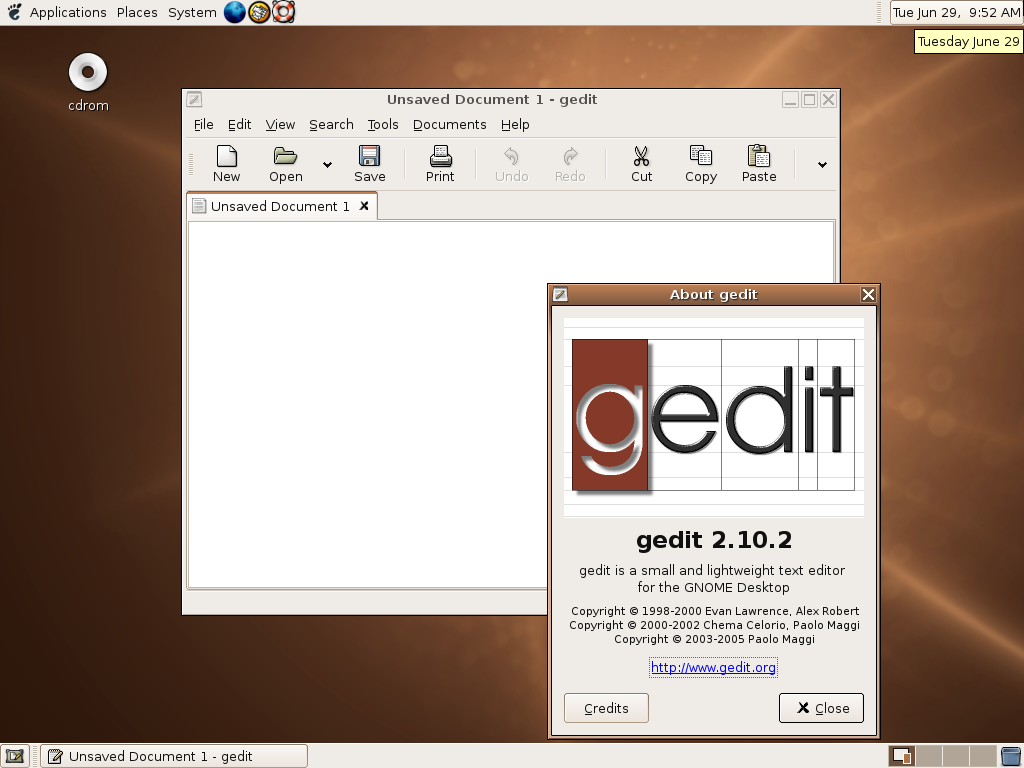 Applications Places System Tue Jun 29, 9:52 AM
Tuesday June 29
cdrom
Unsaved Document 1 - gedit
File Edit View Search Tools Documents Help
New Open Save Print Undo Redo Cut Copy Paste
Unsaved Document 1
About gedit
gedit
gedit 2.10.2
gedit is a small and lightweight text editor
for the GNOME Desktop
Copyright © 1998-2000 Evan Lawrence, Alex Robert
Copyright © 2000-2002 Chema Celorio, Paolo Maggi
Copyright © 2003-2005 Paolo Maggi
http://www.gedit.org
Credits Close
Unsaved Document 1 - gedit